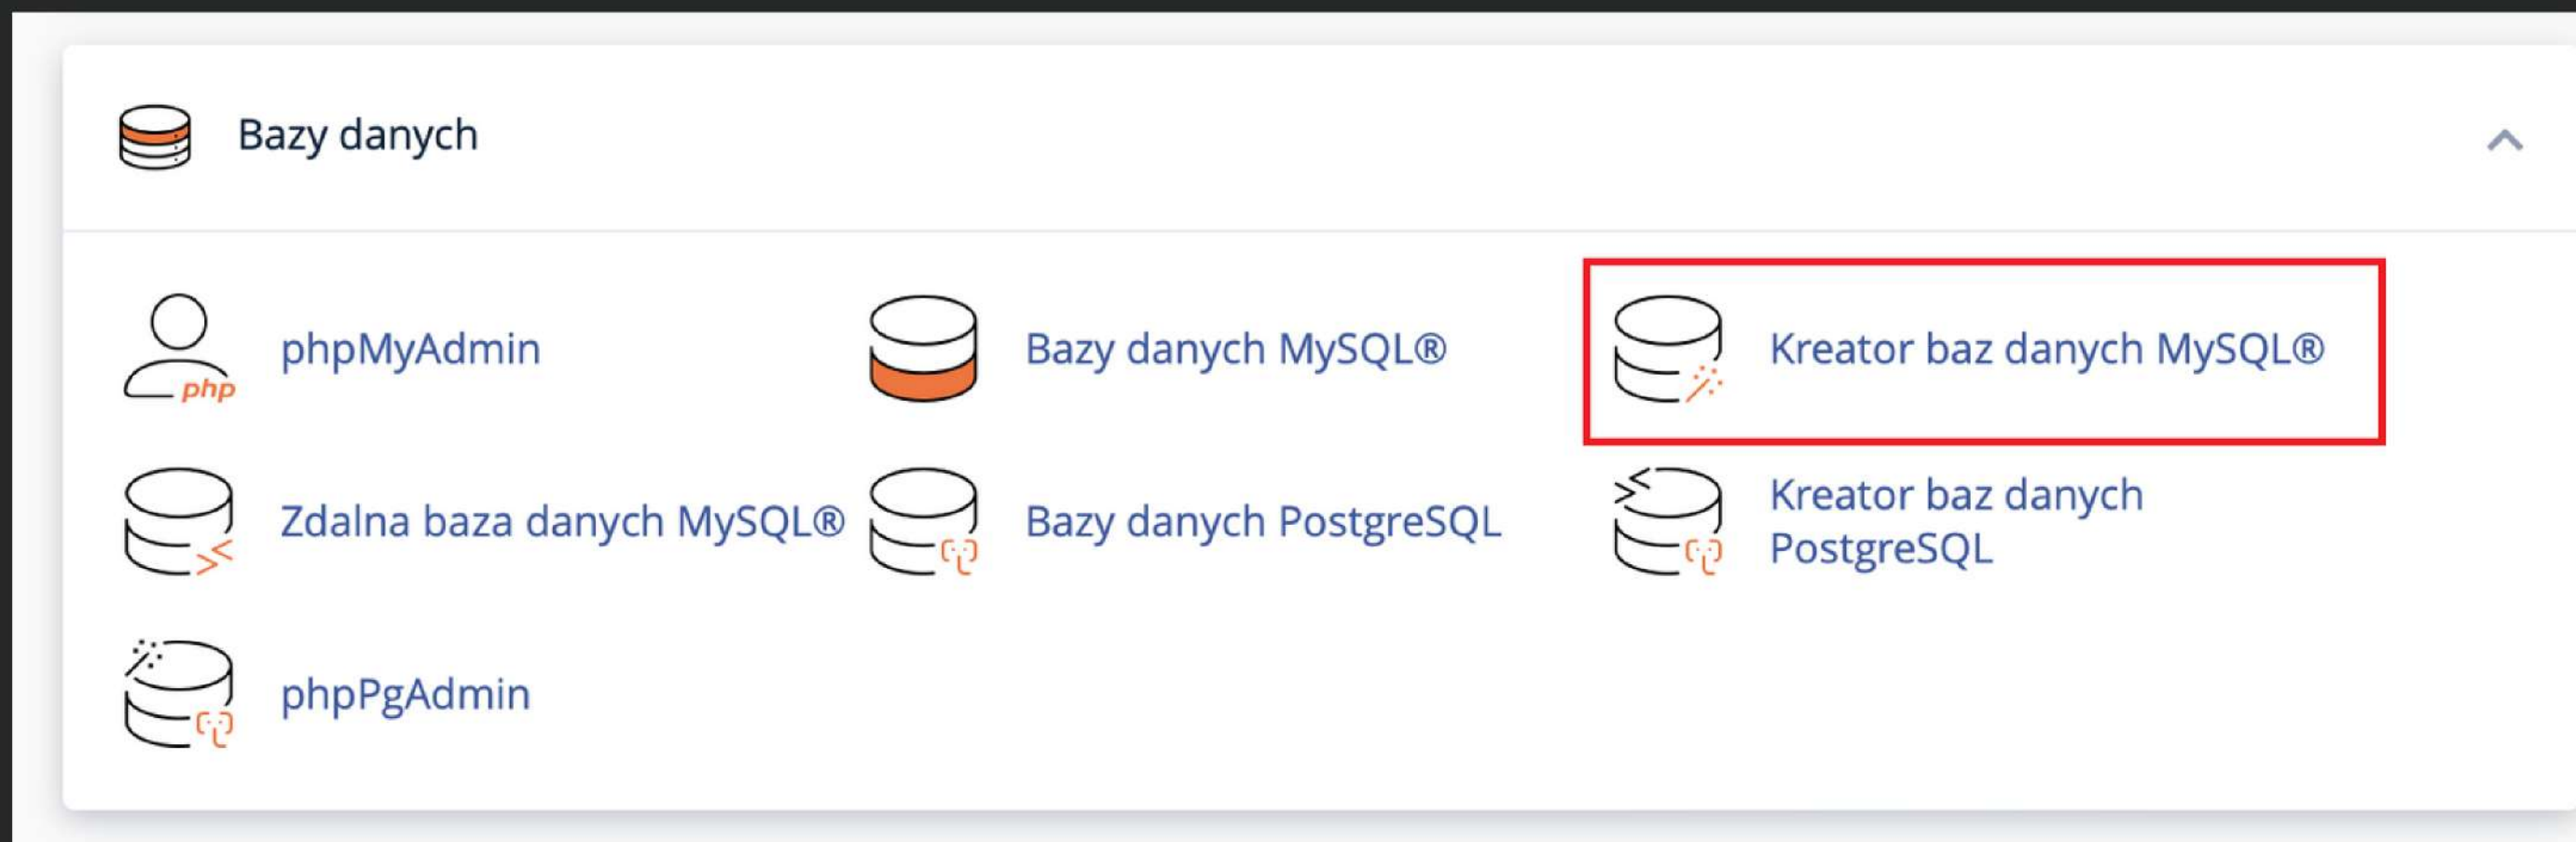 Bazy danych
phpMyAdmin
php
Bazy danych MySQL®
Kreator baz danych MySQL®
Zdalna baza danych MySQL®
Bazy danych PostgreSQL
Kreator baz danych
PostgreSQL
phpPgAdmin